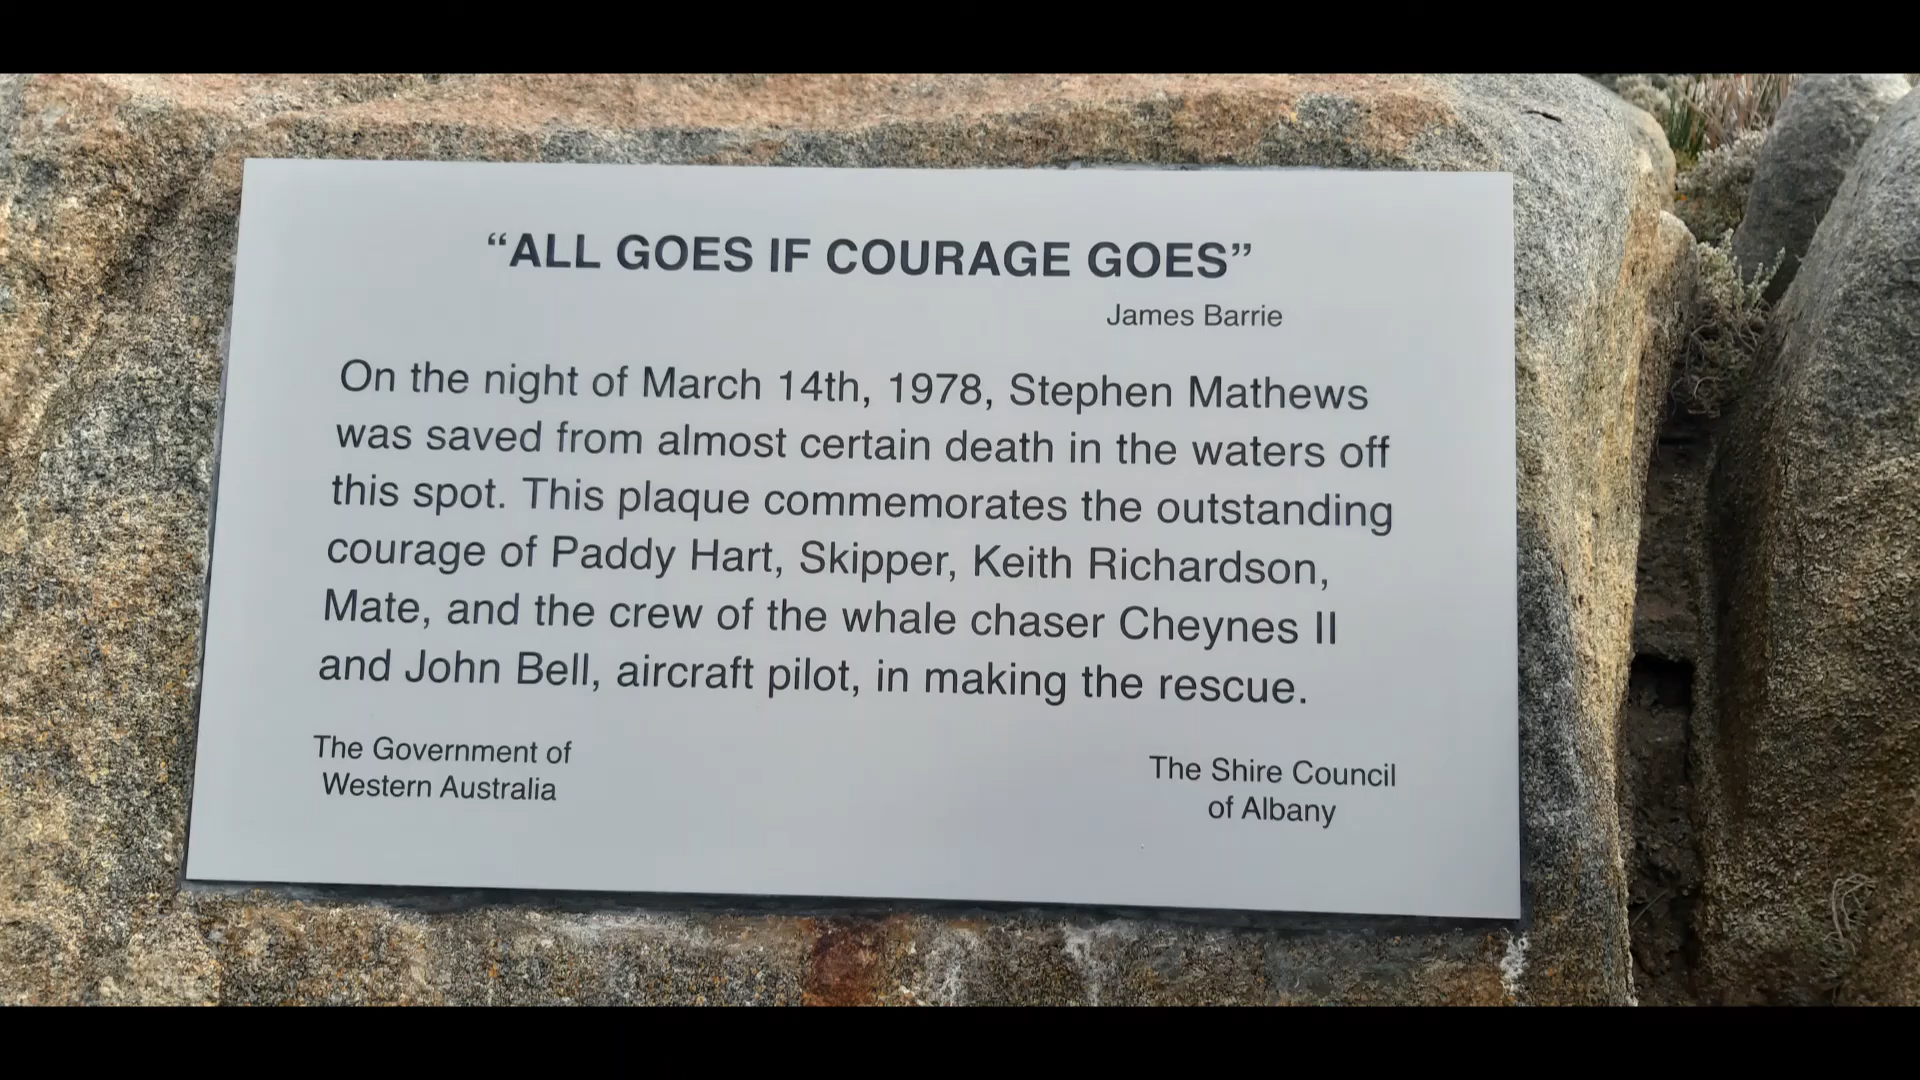 “ALL GOES IF COURAGE GOES”
James Barrie
On the night of March 14th, 1978, Stephen Mathews
was saved from almost certain death in the waters off
this spot. This plaque commemorates the outstanding
courage of Paddy Hart, Skipper, Keith Richardson,
Mate, and the crew of the whale chaser Cheynes II
and John Bell, aircraft pilot, in making the rescue.
The Government of
Western Australia
The Shire Council
of Albany